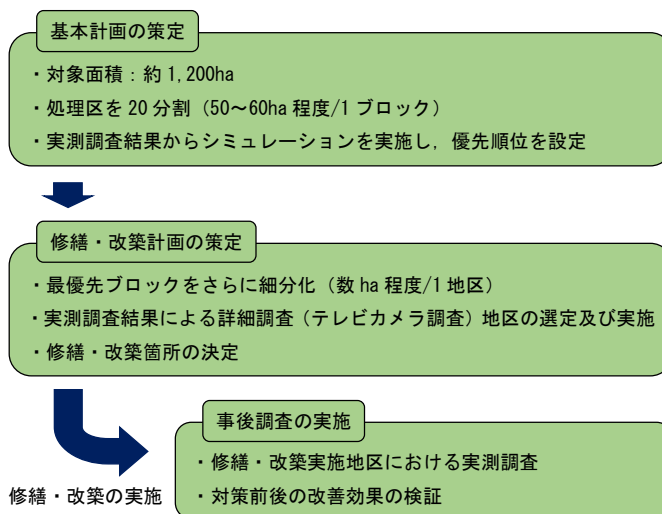 基本計画の策定
・対象面積：約1,200ha
・処理区を20分割（50～60ha程度/1ブロック）
・実測調査結果からシミュレーションを実施し，優先順位を設定
修繕・改築計画の策定
・最優先ブロックをさらに細分化（数ha程度/1地区）
・実測調査結果による詳細調査（テレビカメラ調査）地区の選定及び実施
・修繕・改築箇所の決定
事後調査の実施
・修繕・改築実施地区における実測調査
・対策前後の改善効果の検証
修繕・改築の実施